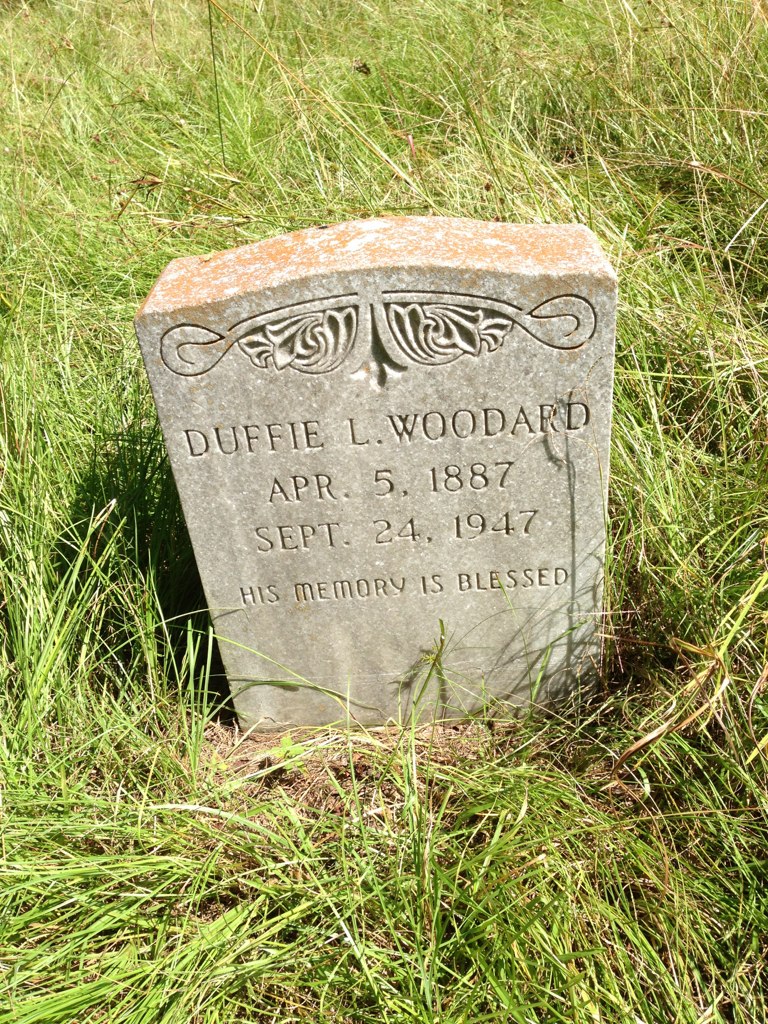 DUFFIE L. WOODARD
APR. 5, 1887
SEPT. 24, 1947
HIS MEMORY IS BLESSED